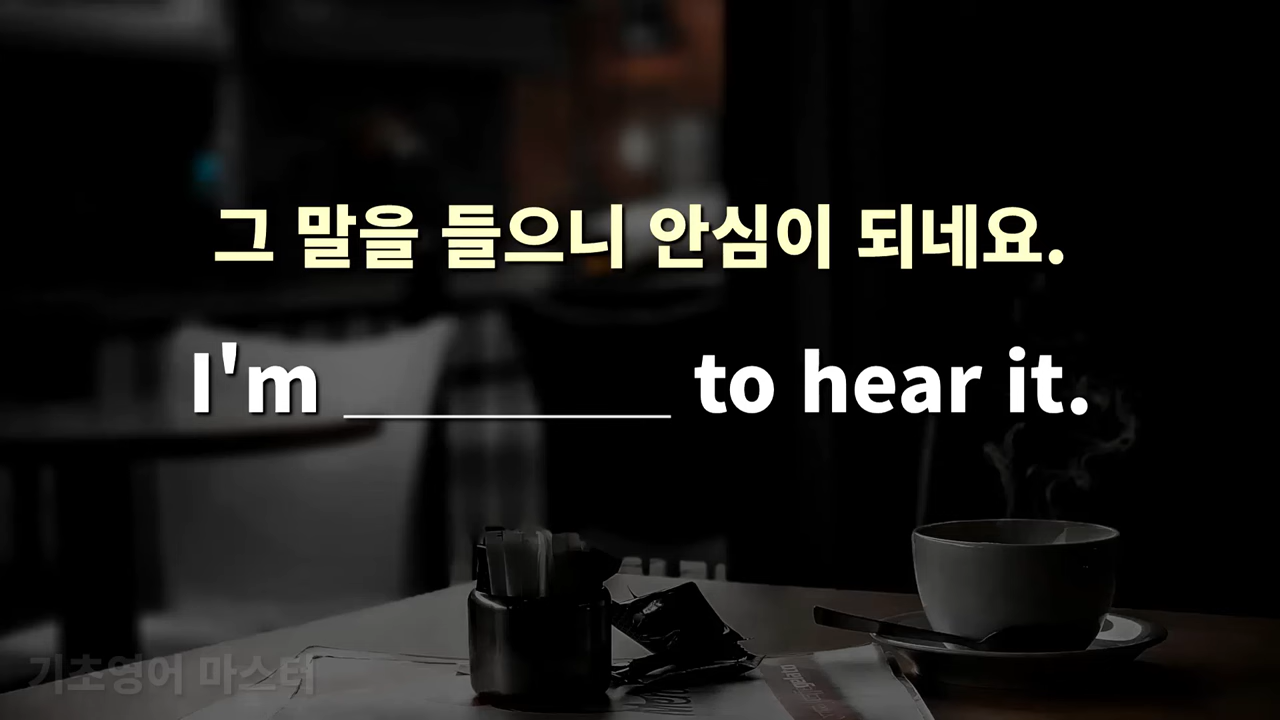 그 말을 들으니 안심이 되네요.
I'm ________ to hear it.
기초영어 마스터